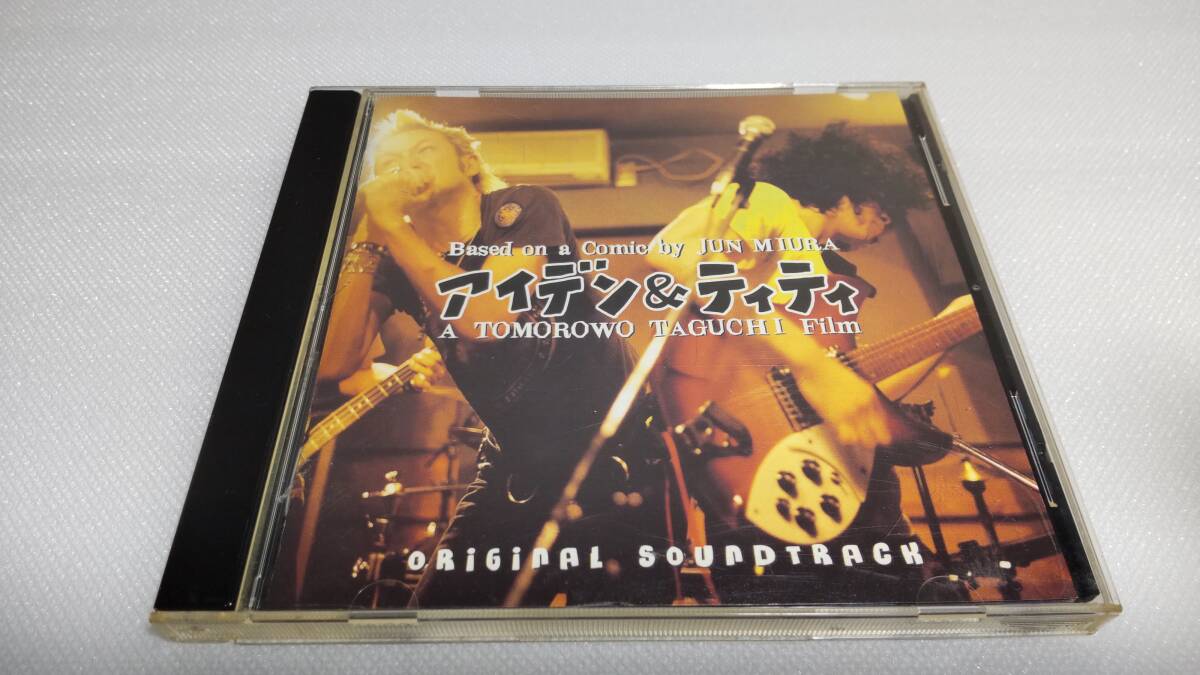 Based on a Comic by JUN MIURA
アイデン&ティティ
A TOMOROWO TAGUCHI Film
ORiGiNAL SOUNDTRACK